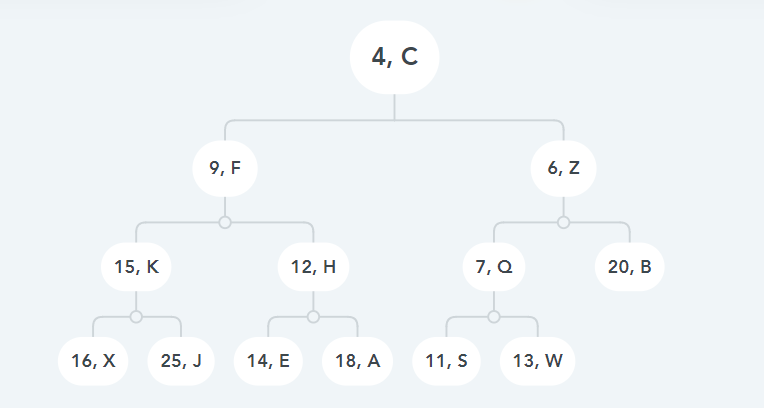 4, C
9, F
6, Z
15, K
12, H
7, Q
20, B
16, X
25, J
14, E
18, A
11, S
13, W